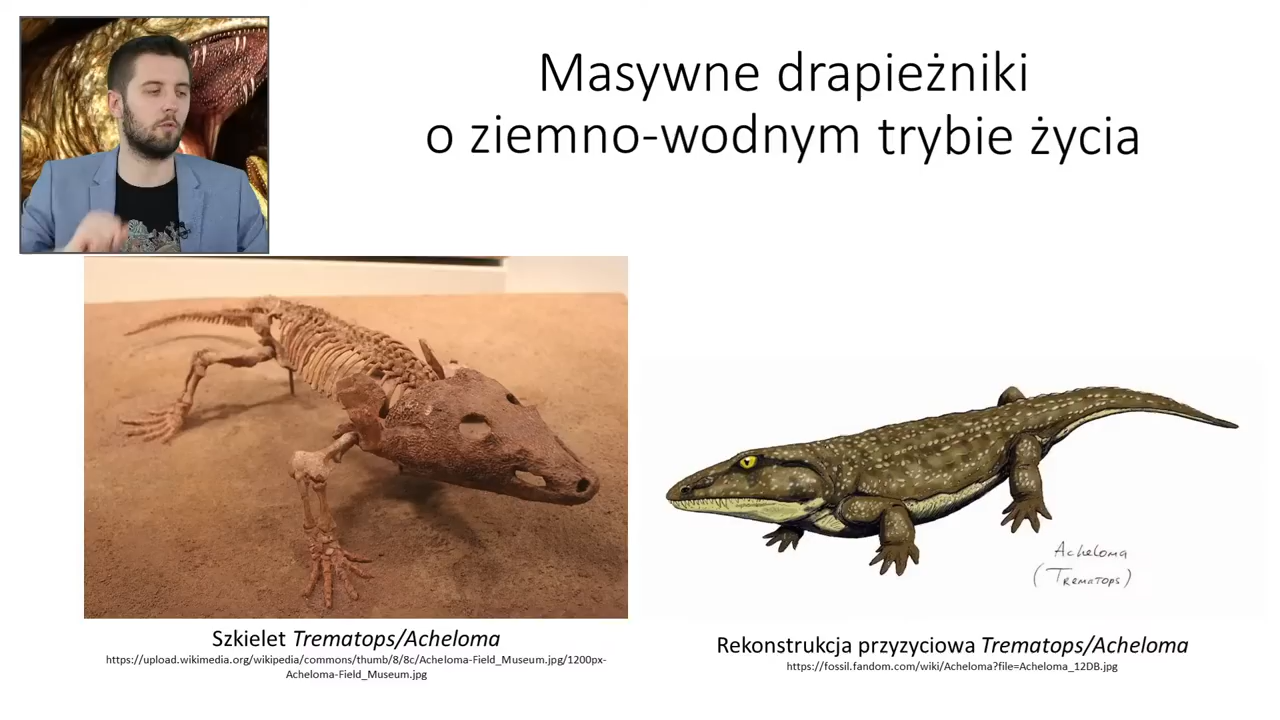 Masywne drapieżniki
o ziemno-wodnym trybie życia
Acheloma
(Trematops)
Szkielet Trematops/Acheloma
https://upload.wikimedia.org/wikipedia/commons/thumb/8/8c/Acheloma-Field_Museum.jpg/1200px-
Acheloma-Field_Museum.jpg
Rekonstrukcja przyzyciowa Trematops/Acheloma
https://fossil.fandom.com/wiki/Acheloma?file=Acheloma_12DB.jpg